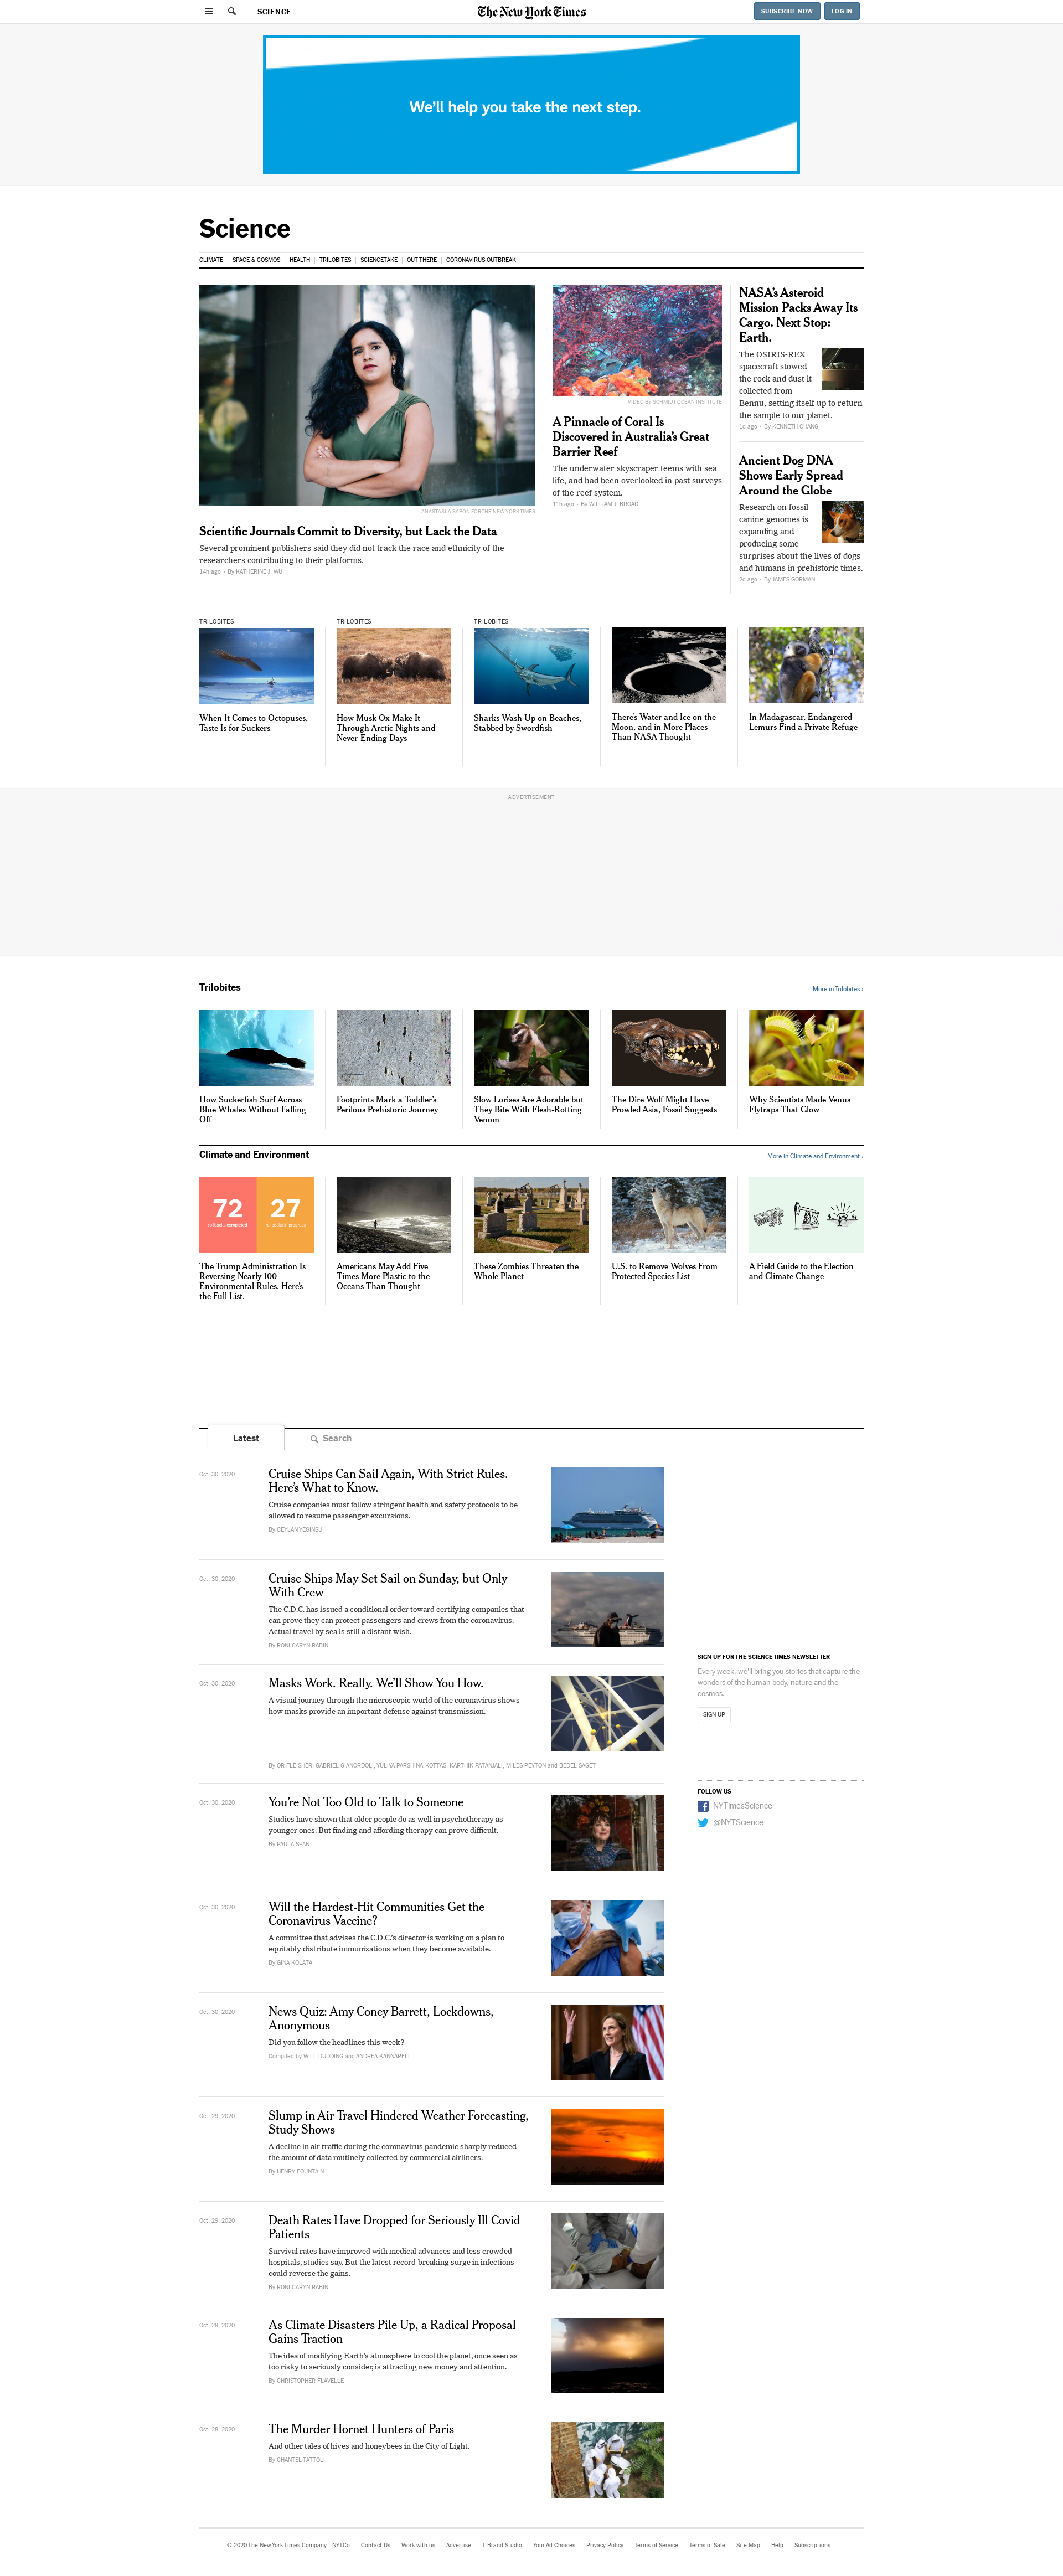 SCIENCE
The New York Times
SUBSCRIBE NOW
LOG IN
We'll help you take the next step.
Science
CLIMATE
SPACE & COSMOS
HEALTH
TRILOBITES
SCIENCETAKE
OUT THERE
CORONAVIRUS OUTBREAK
ANASTASIIA SAPON FOR THE NEW YORK TIMES
Scientific Journals Commit to Diversity, but Lack the Data
Several prominent publishers said they did not track the race and ethnicity of the
researchers contributing to their platforms.
14h ago • By KATHERINE J. WU
VIDEO BY SCHMIDT OCEAN INSTITUTE
A Pinnacle of Coral Is
Discovered in Australia's Great
Barrier Reef
The underwater skyscraper teems with sea
life, and had been overlooked in past surveys
of the reef system.
11h ago • By WILLIAM J. BROAD
NASA's Asteroid
Mission Packs Away Its
Cargo. Next Stop:
Earth.
The OSIRIS-REX
spacecraft stowed
the rock and dust it
collected from
Bennu, setting itself up to return
the sample to our planet.
1d ago • By KENNETH CHANG
Ancient Dog DNA
Shows Early Spread
Around the Globe
Research on fossil
canine genomes is
expanding and
producing some
surprises about the lives of dogs
and humans in prehistoric times.
2d ago • By JAMES GORMAN
TRILOBITES
When It Comes to Octopuses,
Taste Is for Suckers
TRILOBITES
How Musk Ox Make It
Through Arctic Nights and
Never-Ending Days
TRILOBITES
Sharks Wash Up on Beaches,
Stabbed by Swordfish
There's Water and Ice on the
Moon, and in More Places
Than NASA Thought
In Madagascar, Endangered
Lemurs Find a Private Refuge
ADVERTISEMENT
Trilobites
More in Trilobites ›
How Suckerfish Surf Across
Blue Whales Without Falling
Off
Footprints Mark a Toddler's
Perilous Prehistoric Journey
Slow Lorises Are Adorable but
They Bite With Flesh-Rotting
Venom
The Dire Wolf Might Have
Prowled Asia, Fossil Suggests
Why Scientists Made Venus
Flytraps That Glow
Climate and Environment
More in Climate and Environment ›
72
rollbacks completed
27
rollbacks in progress
The Trump Administration Is
Reversing Nearly 100
Environmental Rules. Here's
the Full List.
Americans May Add Five
Times More Plastic to the
Oceans Than Thought
These Zombies Threaten the
Whole Planet
U.S. to Remove Wolves From
Protected Species List
A Field Guide to the Election
and Climate Change
Latest
Search
Oct. 30, 2020
Cruise Ships Can Sail Again, With Strict Rules.
Here's What to Know.
Cruise companies must follow stringent health and safety protocols to be
allowed to resume passenger excursions.
By CEYLAN YEGINSU
Oct. 30, 2020
Cruise Ships May Set Sail on Sunday, but Only
With Crew
The C.D.C. has issued a conditional order toward certifying companies that
can prove they can protect passengers and crews from the coronavirus.
Actual travel by sea is still a distant wish.
By RONI CARYN RABIN
Oct. 30, 2020
Masks Work. Really. We'll Show You How.
A visual journey through the microscopic world of the coronavirus shows
how masks provide an important defense against transmission.
By OR FLEISHER, GABRIEL GIANORDOLI, YULIYA PARSHINA-KOTTAS, KARTHIK PATANJALI, MILES PEYTON and BEDEL SAGET
Oct. 30, 2020
You're Not Too Old to Talk to Someone
Studies have shown that older people do as well in psychotherapy as
younger ones. But finding and affording therapy can prove difficult.
By PAULA SPAN
Oct. 30, 2020
Will the Hardest-Hit Communities Get the
Coronavirus Vaccine?
A committee that advises the C.D.C.'s director is working on a plan to
equitably distribute immunizations when they become available.
By GINA KOLATA
Oct. 30, 2020
News Quiz: Amy Coney Barrett, Lockdowns,
Anonymous
Did you follow the headlines this week?
Compiled by WILL DUDDING and ANDREA KANNAPELL
Oct. 29, 2020
Slump in Air Travel Hindered Weather Forecasting,
Study Shows
A decline in air traffic during the coronavirus pandemic sharply reduced
the amount of data routinely collected by commercial airliners.
By HENRY FOUNTAIN
Oct. 29, 2020
Death Rates Have Dropped for Seriously Ill Covid
Patients
Survival rates have improved with medical advances and less crowded
hospitals, studies say. But the latest record-breaking surge in infections
could reverse the gains.
By RONI CARYN RABIN
Oct. 28, 2020
As Climate Disasters Pile Up, a Radical Proposal
Gains Traction
The idea of modifying Earth's atmosphere to cool the planet, once seen as
too risky to seriously consider, is attracting new money and attention.
By CHRISTOPHER FLAVELLE
Oct. 28, 2020
The Murder Hornet Hunters of Paris
And other tales of hives and honeybees in the City of Light.
By CHANTEL TATTOLI
SIGN UP FOR THE SCIENCE TIMES NEWSLETTER
Every week, we'll bring you stories that capture the
wonders of the human body, nature and the
cosmos.
SIGN UP
FOLLOW US
NYTimesScience
@NYTScience
© 2020 The New York Times Company
NYTCo
Contact Us
Work with us
Advertise
T Brand Studio
Your Ad Choices
Privacy Policy
Terms of Service
Terms of Sale
Site Map
Help
Subscriptions